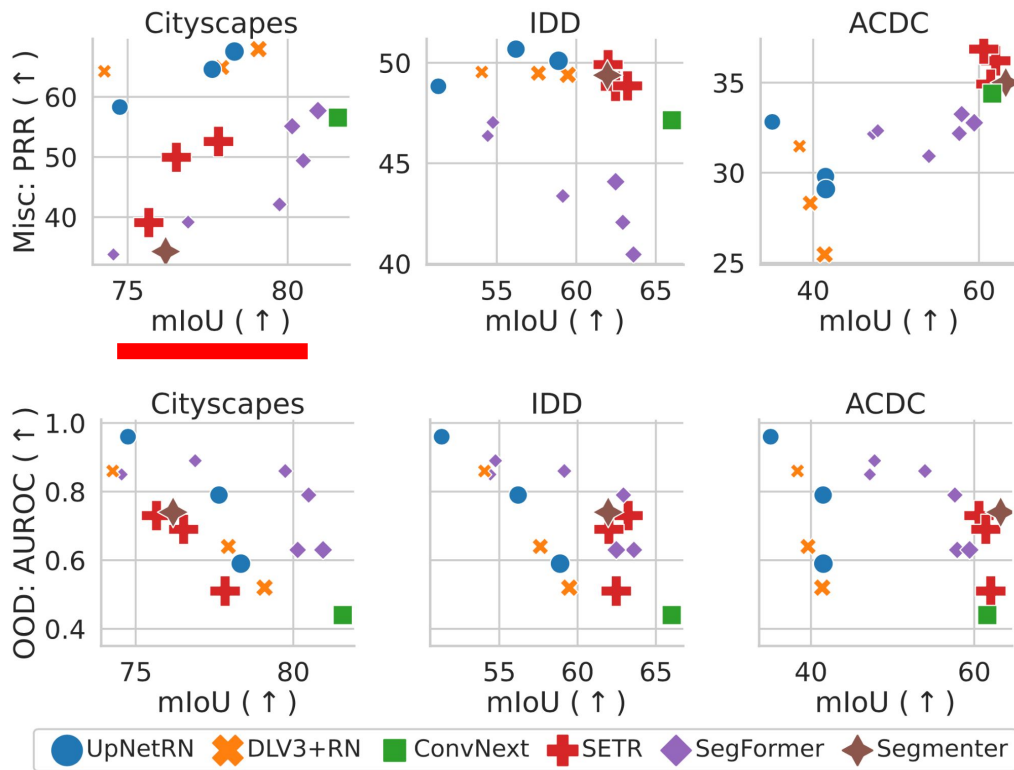 Cityscapes IDD ACDC
Misc: PRR (↑)
60
50
40
50
45
40
35
30
25
75 80 55 60 65 40 60
mIoU (↑) mIoU (↑) mIoU (↑)
Cityscapes IDD ACDC
OOD: AUROC (↑)
1.0
0.8
0.6
0.4
75 80 55 60 65 40 60
mIoU (↑) mIoU (↑) mIoU (↑)
UpNetRN DLV3+RN ConvNext SETR SegFormer Segmenter